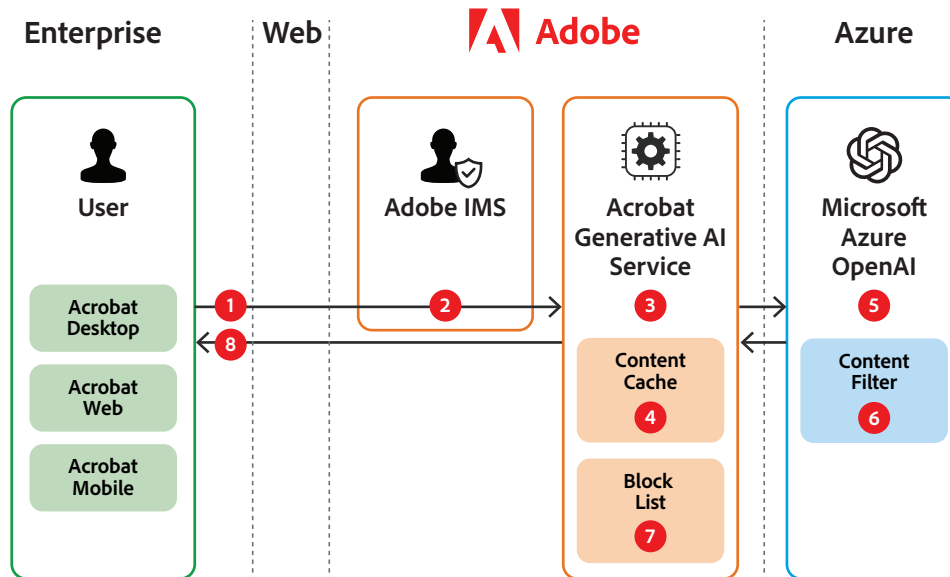 Enterprise
Web
Adobe
Azure
User
Adobe IMS
Acrobat
Generative AI
Service
Microsoft
Azure
OpenAI
Acrobat
Desktop
1
2
3
5
8
Content
Cache
4
Content
Filter
6
Acrobat
Web
Acrobat
Mobile
Block
List
7